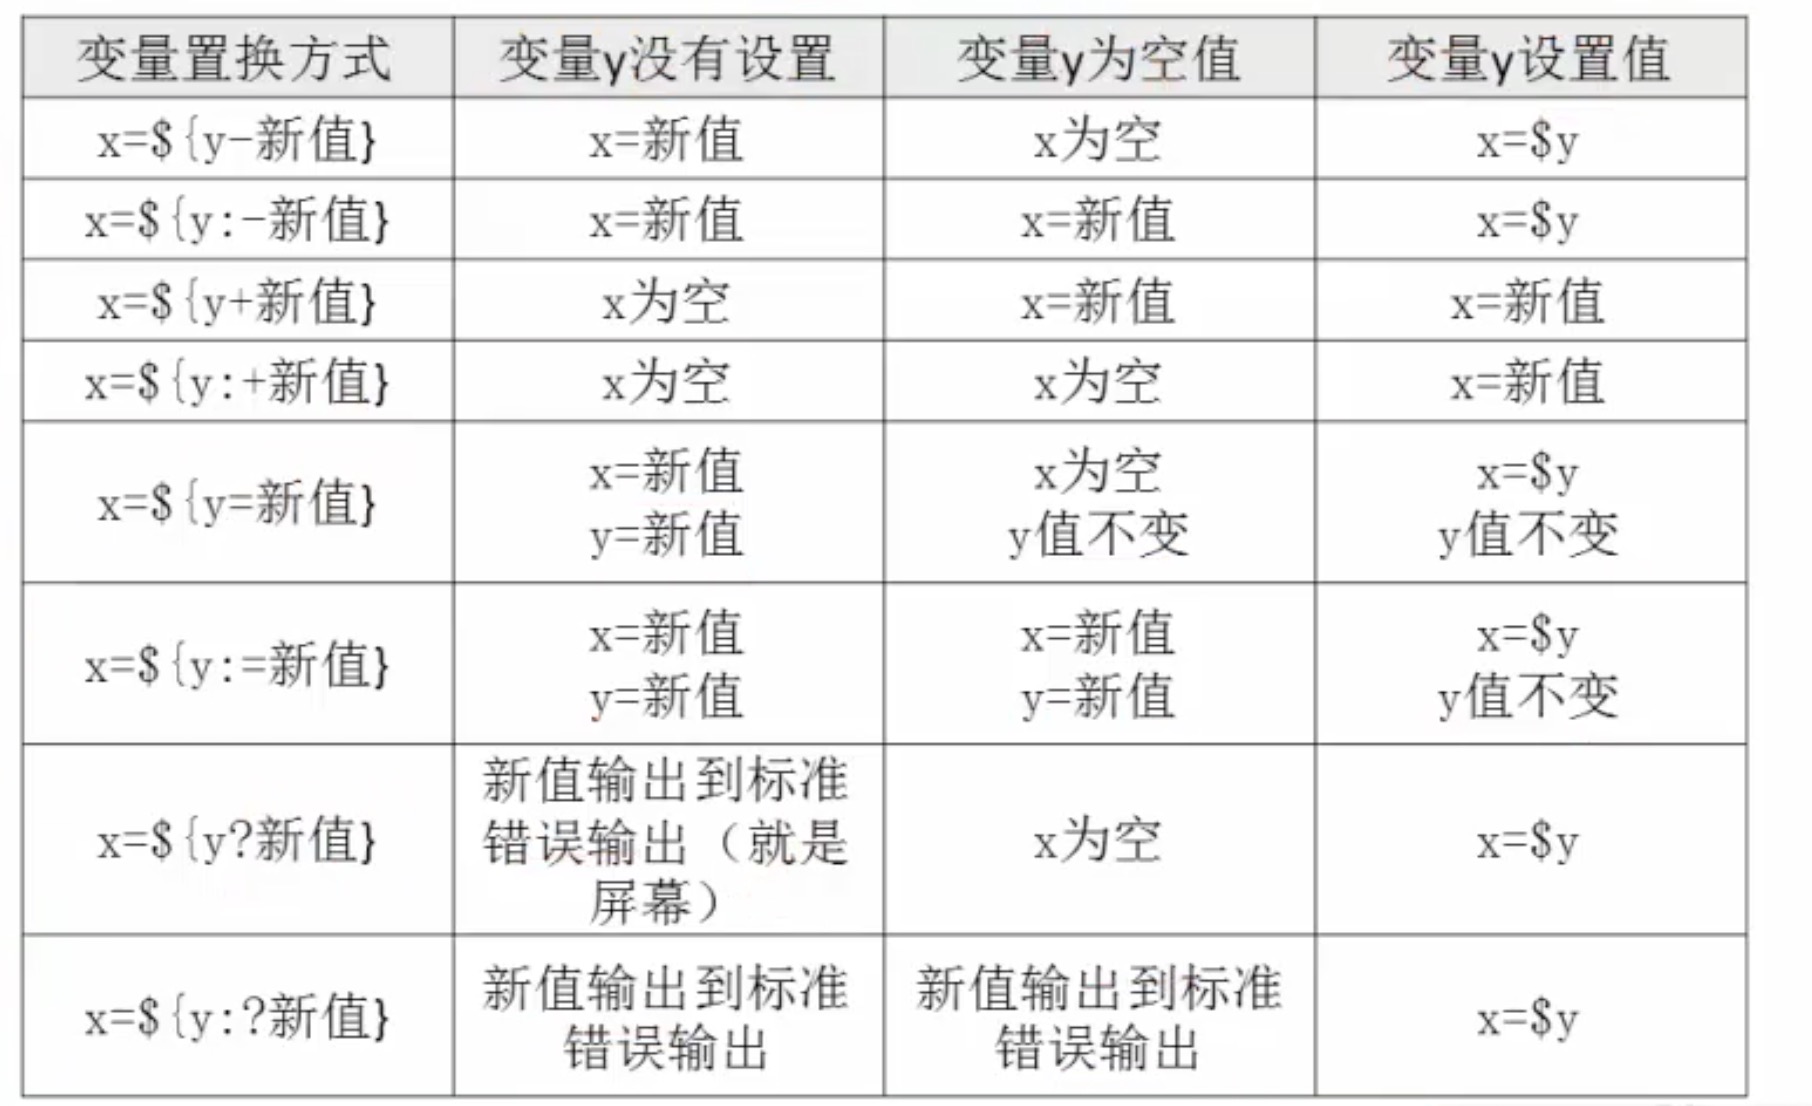 变量置换方式 变量y没有设置 变量y为空值 变量y设置值
x=${y-新值} x=新值 x为空 x=$y
x=${y:-新值} x=新值 x=新值 x=$y
x=${y+新值} x为空 x=新值 x=新值
x=${y:+新值} x为空 x为空 x=新值
x=${y=新值} x=新值 x为空 x=$y
y=新值 y值不变 y值不变
x=${y:=新值} x=新值 x=新值 x=$y
y=新值 y=新值 y值不变
x=${y?新值} 新值输出到标准
错误输出（就是
屏幕） x为空 x=$y
x=${y:?新值} 新值输出到标准
错误输出 新值输出到标准
错误输出 x=$y